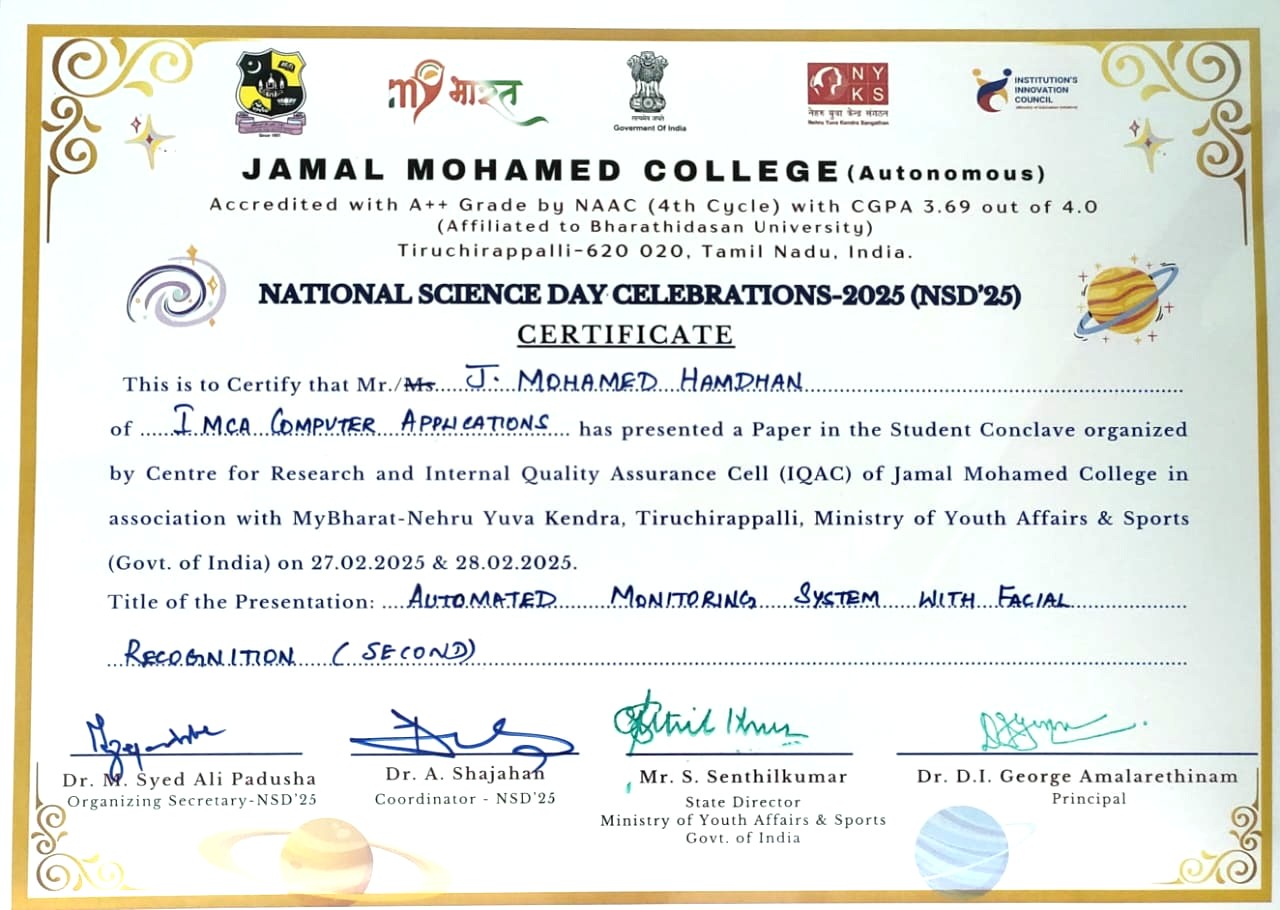 Since 1951
my भारत
सत्यमेव जयते
Goverment Of India
NYKS
नेहरू युवा केन्द्र संगठन
Nehru Yuva Kendra Sangathan
INSTITUTION'S
INNOVATION
COUNCIL
JAMAL MOHAMED COLLEGE (Autonomous)
Accredited with A++ Grade by NAAC (4th Cycle) with CGPA 3.69 out of 4.0
(Affiliated to Bharathidasan University)
Tiruchirappalli-620 020, Tamil Nadu, India.
NATIONAL SCIENCE DAY CELEBRATIONS-2025 (NSD'25)
CERTIFICATE
This is to Certify that Mr./Ms.... J. MOHAMED HAMDHAN
of ..... I MCA COMPUTER APPLICATIONS .... has presented a Paper in the Student Conclave organized
by Centre for Research and Internal Quality Assurance Cell (IQAC) of Jamal Mohamed College in
association with MyBharat-Nehru Yuva Kendra, Tiruchirappalli, Ministry of Youth Affairs & Sports
(Govt. of India) on 27.02.2025 & 28.02.2025.
Title of the Presentation: .... AUTOMATED MONITORING SYSTEM WITH FACIAL
RECOGNITION (SECOND)
Dr. M. Syed Ali Padusha
Organizing Secretary-NSD'25
Dr. A. Shajahan
Coordinator - NSD'25
Mr. S. Senthilkumar
State Director
Ministry of Youth Affairs & Sports
Govt. of India
Dr. D.I. George Amalarethinam
Principal